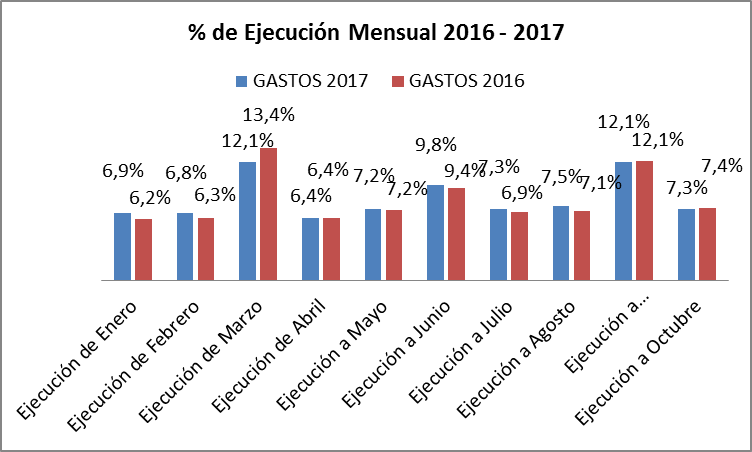 % de Ejecución Mensual 2016 - 2017
GASTOS 2017 GASTOS 2016
6,9% 6,2%
6,8% 6,3%
12,1% 13,4%
6,4% 6,4%
7,2% 7,2%
9,8% 9,4%
7,3% 6,9%
7,5% 7,1%
12,1% 12,1%
7,3% 7,4%
Ejecución de Enero
Ejecución de Febrero
Ejecución de Marzo
Ejecución de Abril
Ejecución a Mayo
Ejecución a Junio
Ejecución a Julio
Ejecución a Agosto
Ejecución a...
Ejecución a Octubre